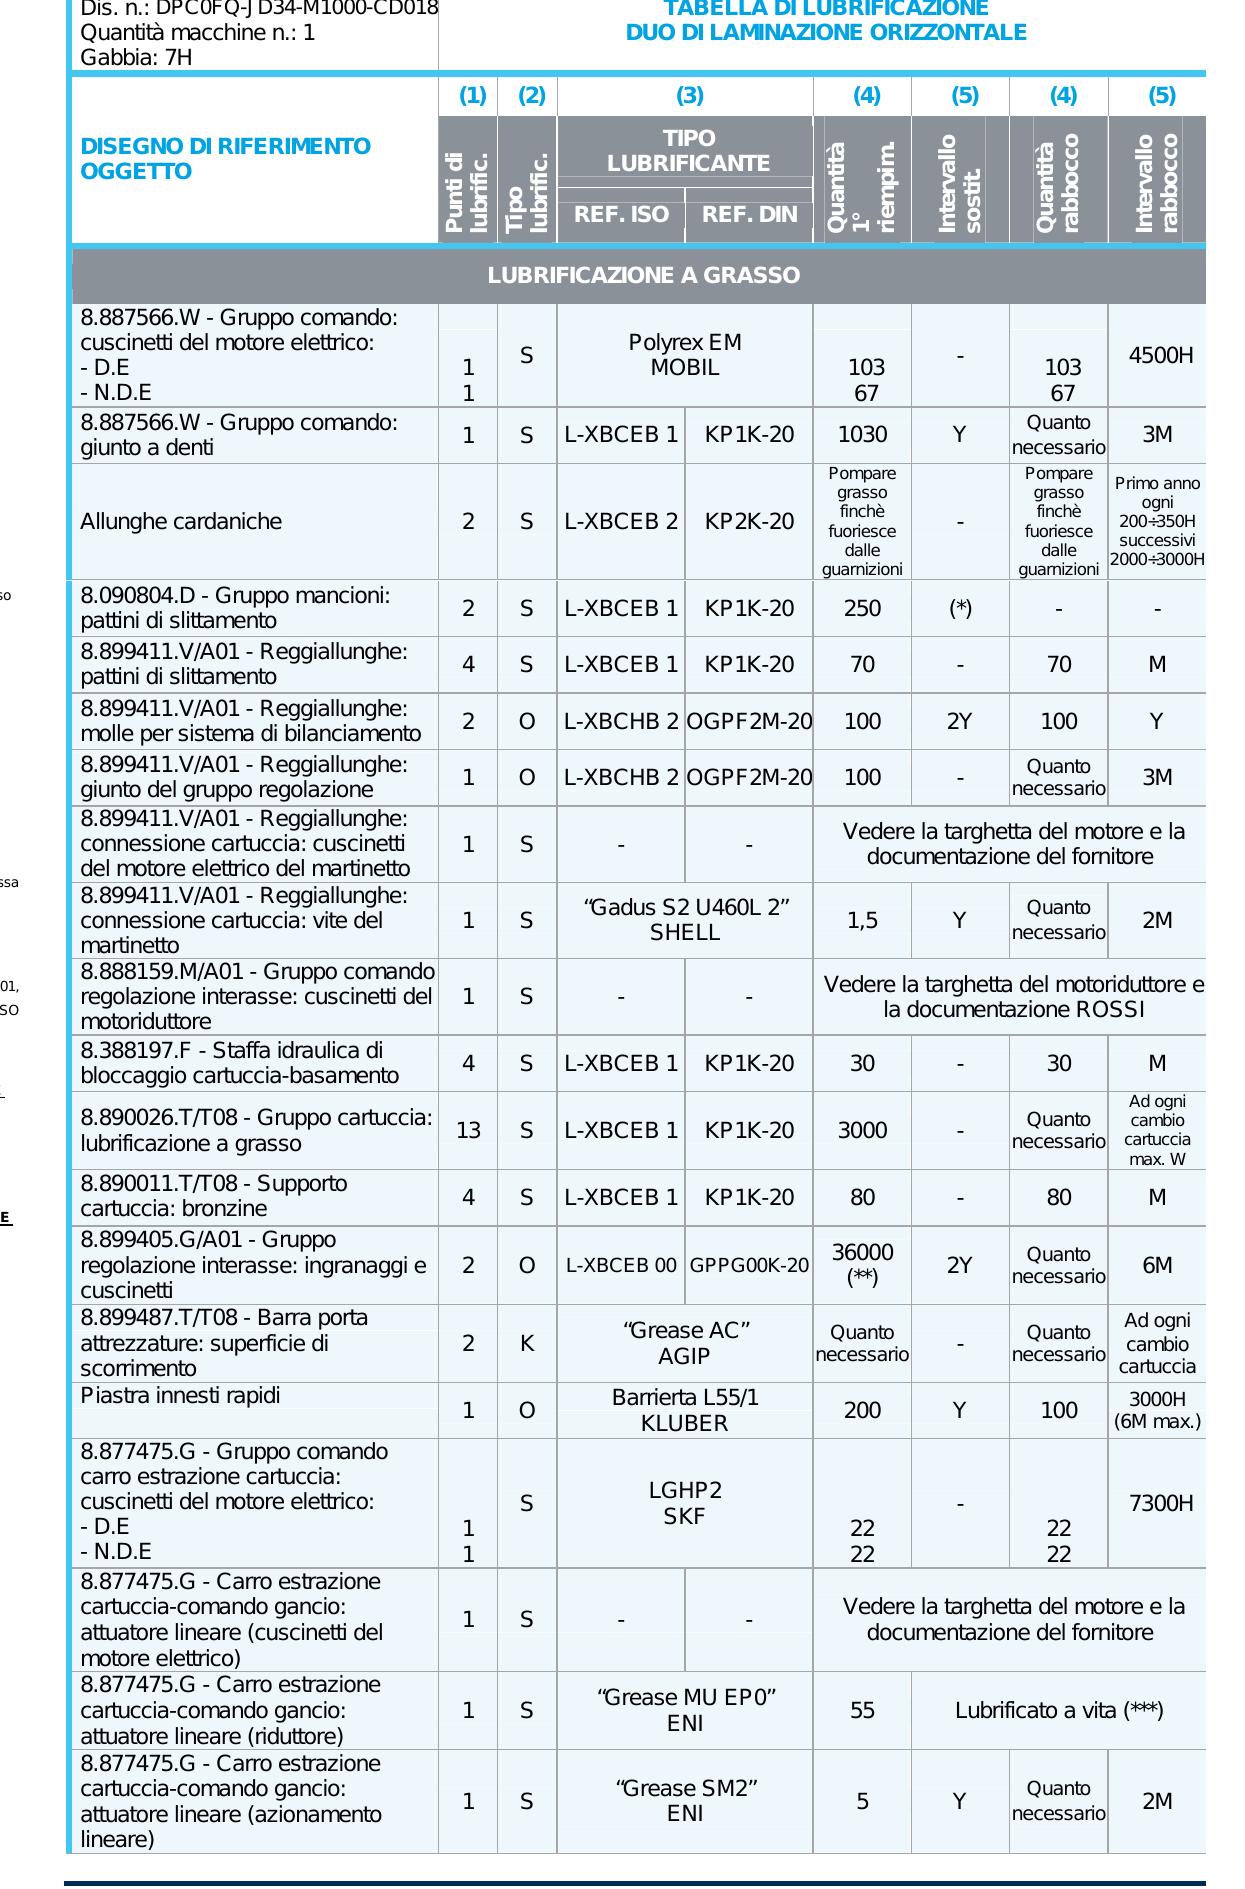 Dis. n.: DPC0FQ-JD34-M1000-CD018
Quantità macchine n.: 1
Gabbia: 7H
TABELLA DI LUBRIFICAZIONE
DUO DI LAMINAZIONE ORIZZONTALE
(1) (2) (3) (4) (5) (4) (5)
DISEGNO DI RIFERIMENTO
OGGETTO
Punti di
lubrific.
Tipo
lubrific.
TIPO
LUBRIFICANTE
REF. ISO REF. DIN
Quantità
1°
riempim.
Intervallo
sostit.
Quantità
rabbocco
Intervallo
rabbocco
LUBRIFICAZIONE A GRASSO
8.887566.W - Gruppo comando:
cuscinetti del motore elettrico:
- D.E
- N.D.E
1
1
S
Polyrex EM
MOBIL
103
67
-
103
67
4500H
8.887566.W - Gruppo comando:
giunto a denti
1 S L-XBCEB 1 KP1K-20 1030 Y
Quanto
necessario
3M
Allunghe cardaniche
2 S L-XBCEB 2 KP2K-20
Pompare
grasso
finchè
fuoriesce
dalle
guarnizioni
-
Pompare
grasso
finchè
fuoriesce
dalle
guarnizioni
Primo anno
ogni
200÷350H
successivi
2000÷3000H
so
8.090804.D - Gruppo mancioni:
pattini di slittamento
2 S L-XBCEB 1 KP1K-20 250 (*) - -
8.899411.V/A01 - Reggiallunghe:
pattini di slittamento
4 S L-XBCEB 1 KP1K-20 70 - 70 M
8.899411.V/A01 - Reggiallunghe:
molle per sistema di bilanciamento
2 O L-XBCHB 2 OGPF2M-20 100 2Y 100 Y
8.899411.V/A01 - Reggiallunghe:
giunto del gruppo regolazione
1 O L-XBCHB 2 OGPF2M-20 100 -
Quanto
necessario
3M
8.899411.V/A01 - Reggiallunghe:
connessione cartuccia: cuscinetti
del motore elettrico del martinetto
1 S - -
Vedere la targhetta del motore e la
documentazione del fornitore
ssa
8.899411.V/A01 - Reggiallunghe:
connessione cartuccia: vite del
martinetto
1 S
“Gadus S2 U460L 2”
SHELL
1,5 Y
Quanto
necessario
2M
01,
SO
8.888159.M/A01 - Gruppo comando
regolazione interasse: cuscinetti del
motoriduttore
1 S - -
Vedere la targhetta del motoriduttore e
la documentazione ROSSI
8.388197.F - Staffa idraulica di
bloccaggio cartuccia-basamento
4 S L-XBCEB 1 KP1K-20 30 - 30 M
8.890026.T/T08 - Gruppo cartuccia:
lubrificazione a grasso
13 S L-XBCEB 1 KP1K-20 3000 -
Quanto
necessario
Ad ogni
cambio
cartuccia
max. W
8.890011.T/T08 - Supporto
cartuccia: bronzine
4 S L-XBCEB 1 KP1K-20 80 - 80 M
E
8.899405.G/A01 - Gruppo
regolazione interasse: ingranaggi e
cuscinetti
2 O L-XBCEB 00 GPPG00K-20
36000
(**)
2Y
Quanto
necessario
6M
8.899487.T/T08 - Barra porta
attrezzature: superficie di
scorrimento
2 K
“Grease AC”
AGIP
Quanto
necessario
-
Quanto
necessario
Ad ogni
cambio
cartuccia
Piastra innesti rapidi
1 O
Barrierta L55/1
KLUBER
200 Y 100
3000H
(6M max.)
8.877475.G - Gruppo comando
carro estrazione cartuccia:
cuscinetti del motore elettrico:
- D.E
- N.D.E
1
1
S
LGHP2
SKF
22
22
-
22
22
7300H
8.877475.G - Carro estrazione
cartuccia-comando gancio:
attuatore lineare (cuscinetti del
motore elettrico)
1 S - -
Vedere la targhetta del motore e la
documentazione del fornitore
8.877475.G - Carro estrazione
cartuccia-comando gancio:
attuatore lineare (riduttore)
1 S
“Grease MU EP0”
ENI
55
Lubrificato a vita (***)
8.877475.G - Carro estrazione
cartuccia-comando gancio:
attuatore lineare (azionamento
lineare)
1 S
“Grease SM2”
ENI
5 Y
Quanto
necessario
2M